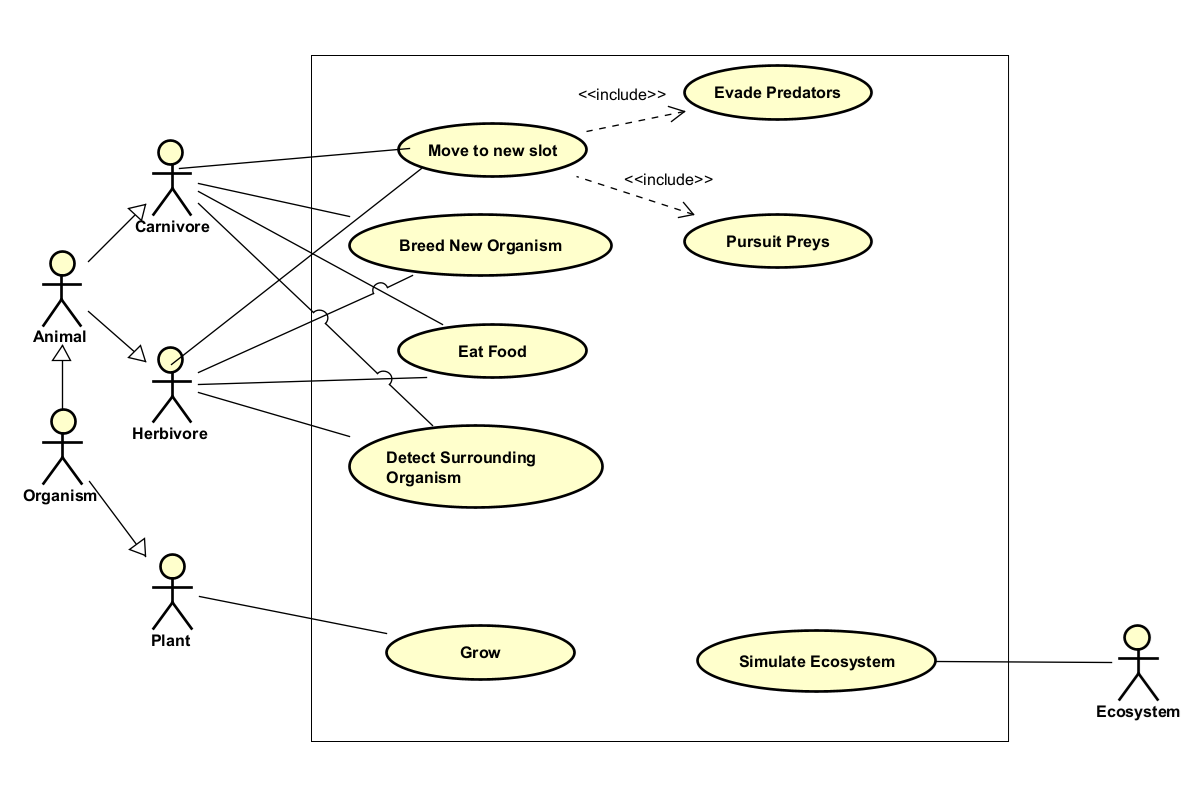 <<include>>
Evade Predators
Move to new slot
<<include>>
Carnivore
Breed New Organism
Pursuit Preys
Animal
Eat Food
Herbivore
Detect Surrounding
Organism
Organism
Plant
Grow
Simulate Ecosystem
Ecosystem